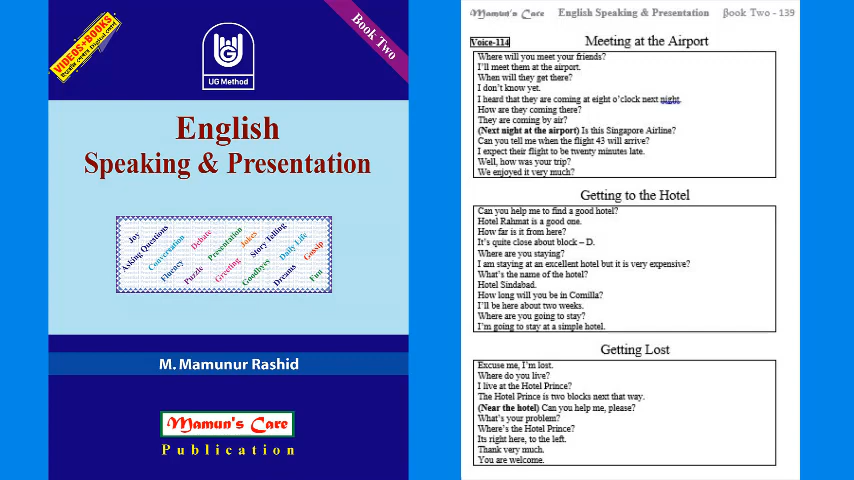 VIDEOS+BOOKS
Book Two
UG Method
English
Speaking & Presentation
Joy
Asking Questions
Conversation
Fluency
Debate
Puzzle
Presentation
Greeting
Jokes
Goodbyes
Story Telling
Dreams
Daily Life
Gossip
Fun
M. Mamunur Rashid
Mamun's Care
Publication
Mamun's Care English Speaking & Presentation Book Two - 139
Voice-114 Meeting at the Airport
Where will you meet your friends?
I'll meet them at the airport.
When will they get there?
I don't know yet.
I heard that they are coming at eight o'clock next night.
How are they coming there?
They are coming by air?
(Next night at the airport) Is this Singapore Airline?
Can you tell me when the flight 43 will arrive?
I expect their flight to be twenty minutes late.
Well, how was your trip?
We enjoyed it very much?
Getting to the Hotel
Can you help me to find a good hotel?
Hotel Rahmat is a good one.
How far is it from here?
It's quite close about block – D.
Where are you staying?
I am staying at an excellent hotel but it is very expensive?
What's the name of the hotel?
Hotel Sindabad.
How long will you be in Comilla?
I'll be here about two weeks.
Where are you going to stay?
I'm going to stay at a simple hotel.
Getting Lost
Excuse me, I'm lost.
Where do you live?
I live at the Hotel Prince?
The Hotel Prince is two blocks next that way.
(Near the hotel) Can you help me, please?
What's your problem?
Where's the Hotel Prince?
Its right here, to the left.
Thank very much.
You are welcome.